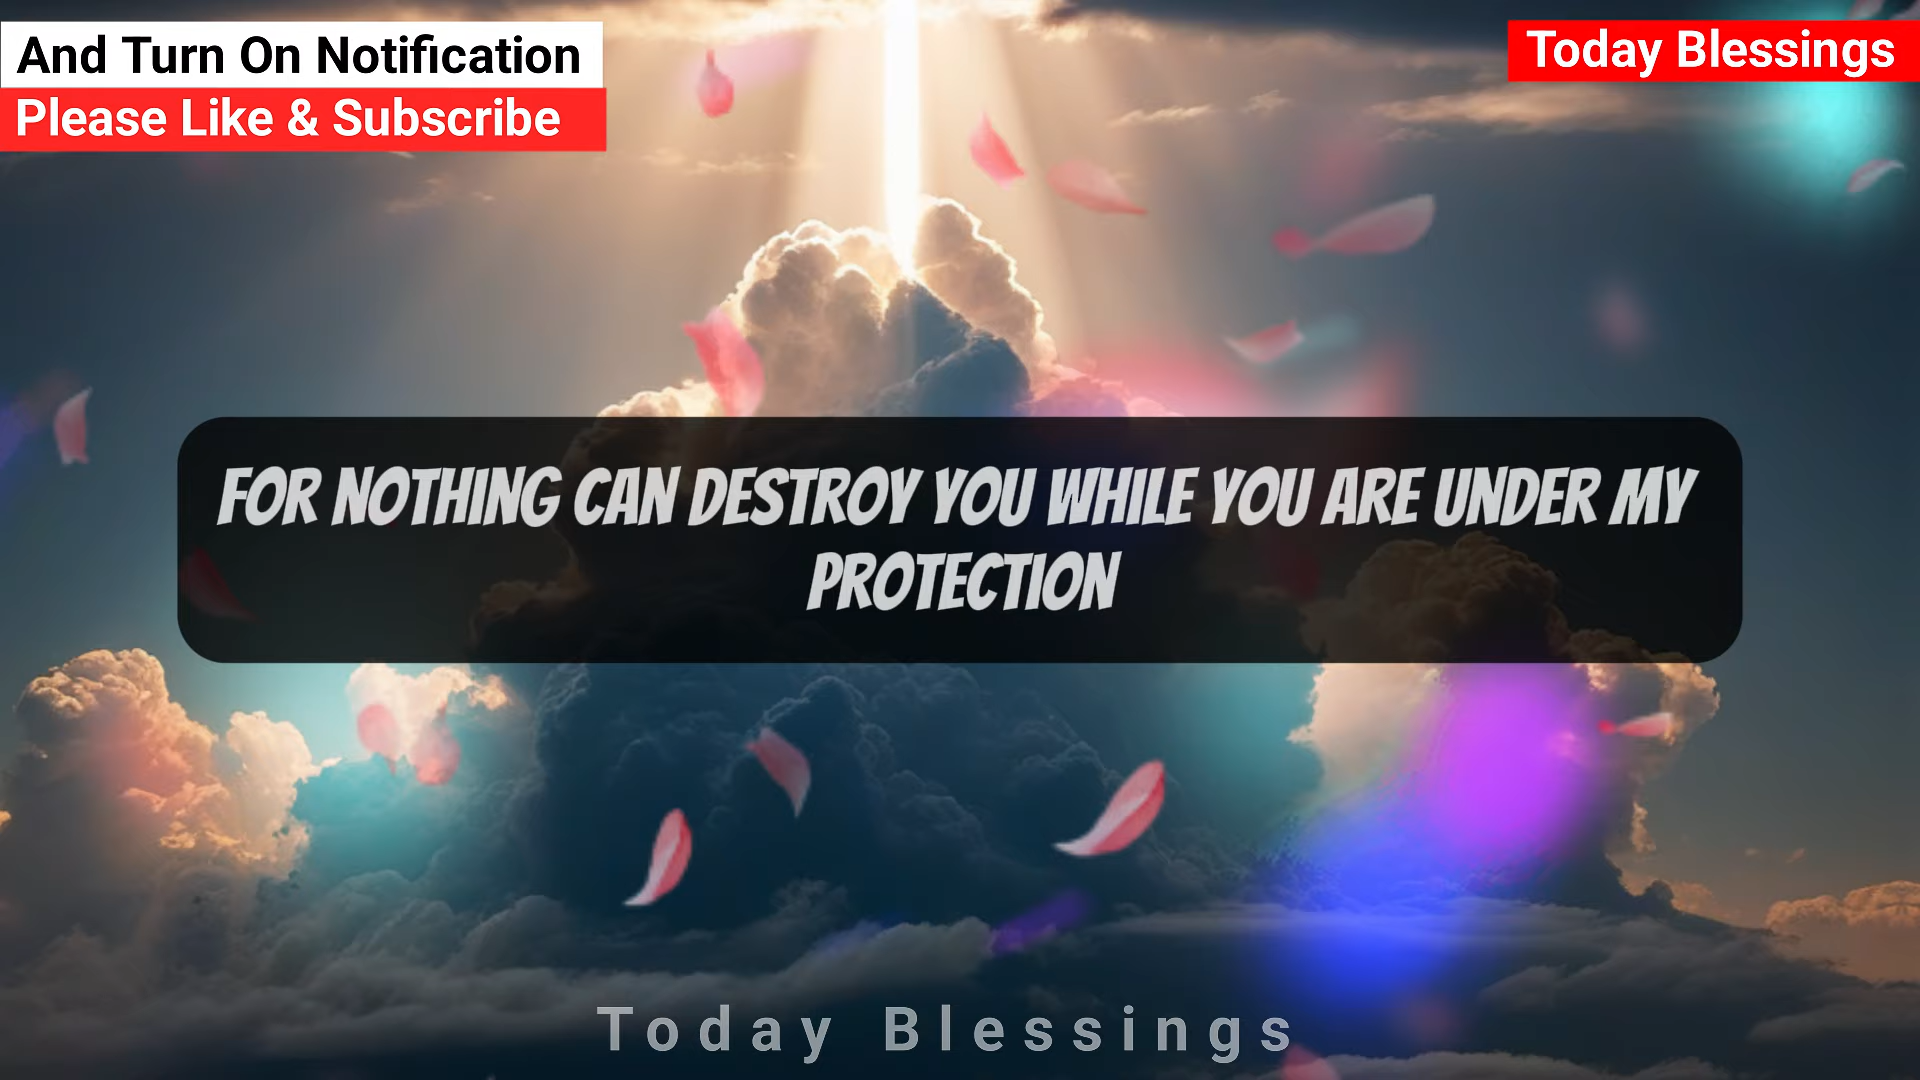 And Turn On Notification
Please Like & Subscribe
Today Blessings
FOR NOTHING CAN DESTROY YOU WHILE YOU ARE UNDER MY
PROTECTION
Today Blessings